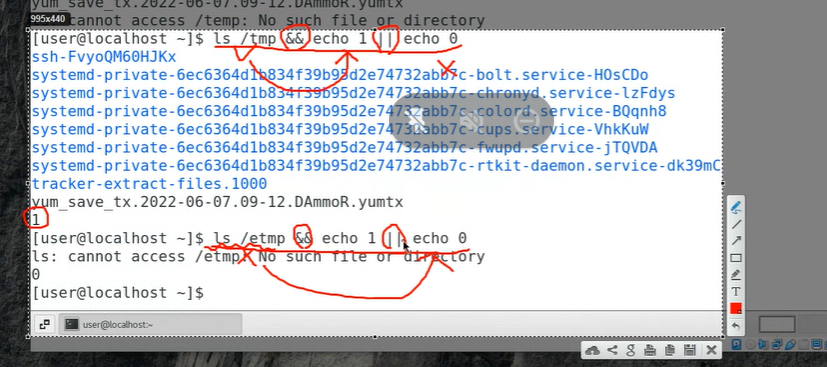 yum_save_tx.2022-06-07.09-12.DAmmoR.yumtx
cannot access /temp: No such file or directory
995x440
[user@localhost ~]$ ls /tmp && echo 1 || echo 0
ssh-FvyoQM60HJKx
systemd-private-6ec6364d1b834f39b95d2e74732abb7c-bolt.service-HOsCDo
systemd-private-6ec6364d1b834f39b95d2e74732abb7c-chronyd.service-lzFdys
systemd-private-6ec6364d1b834f39b95d2e74732abb7c-colord.service-BQqnh8
systemd-private-6ec6364d1b834f39b95d2e74732abb7c-cups.service-VhkKuW
systemd-private-6ec6364d1b834f39b95d2e74732abb7c-fwupd.service-jTQVDA
systemd-private-6ec6364d1b834f39b95d2e74732abb7c-rtkit-daemon.service-dk39mC
tracker-extract-files.1000
yum_save_tx.2022-06-07.09-12.DAmmoR.yumtx
1
[user@localhost ~]$ ls /etmp && echo 1 || echo 0
ls: cannot access /etmp: No such file or directory
0
[user@localhost ~]$
user@localhost:~